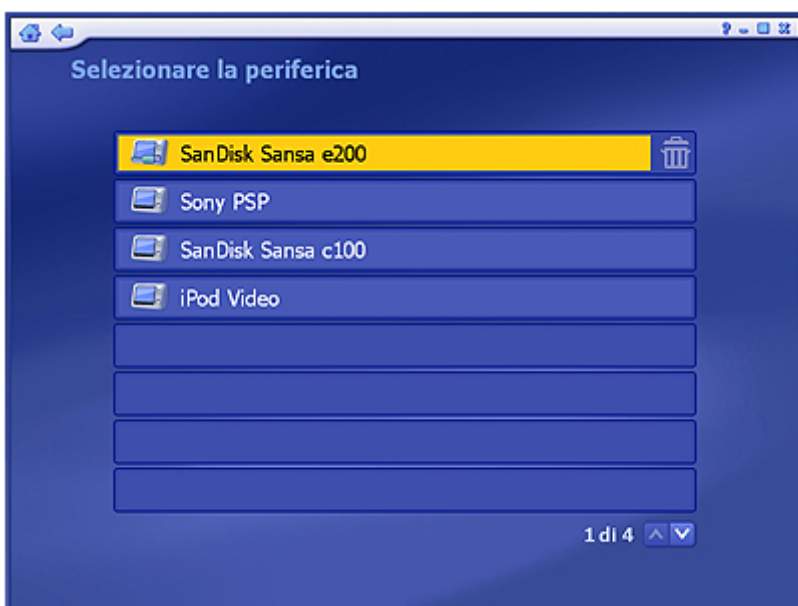 Selezionare la periferica
SanDisk Sansa e200
Sony PSP
SanDisk Sansa c100
iPod Video
1 di 4